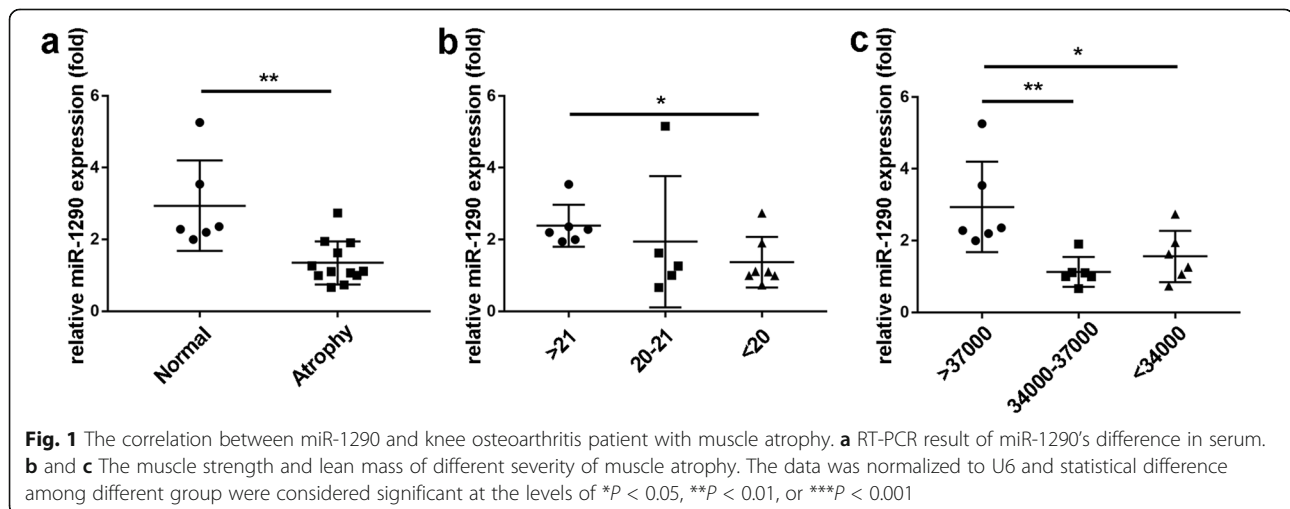 a
**
relative miR-1290 expression (fold)
6
4
2
0
Normal
Atrophy
b
*
relative miR-1290 expression (fold)
6
4
2
0
>21
20-21
<20
c
*
**
relative miR-1290 expression (fold)
6
4
2
0
>37000
34000-37000
<34000
Fig. 1 The correlation between miR-1290 and knee osteoarthritis patient with muscle atrophy. a RT-PCR result of miR-1290’s difference in serum.
b and c The muscle strength and lean mass of different severity of muscle atrophy. The data was normalized to U6 and statistical difference
among different group were considered significant at the levels of *P < 0.05, **P < 0.01, or ***P < 0.001